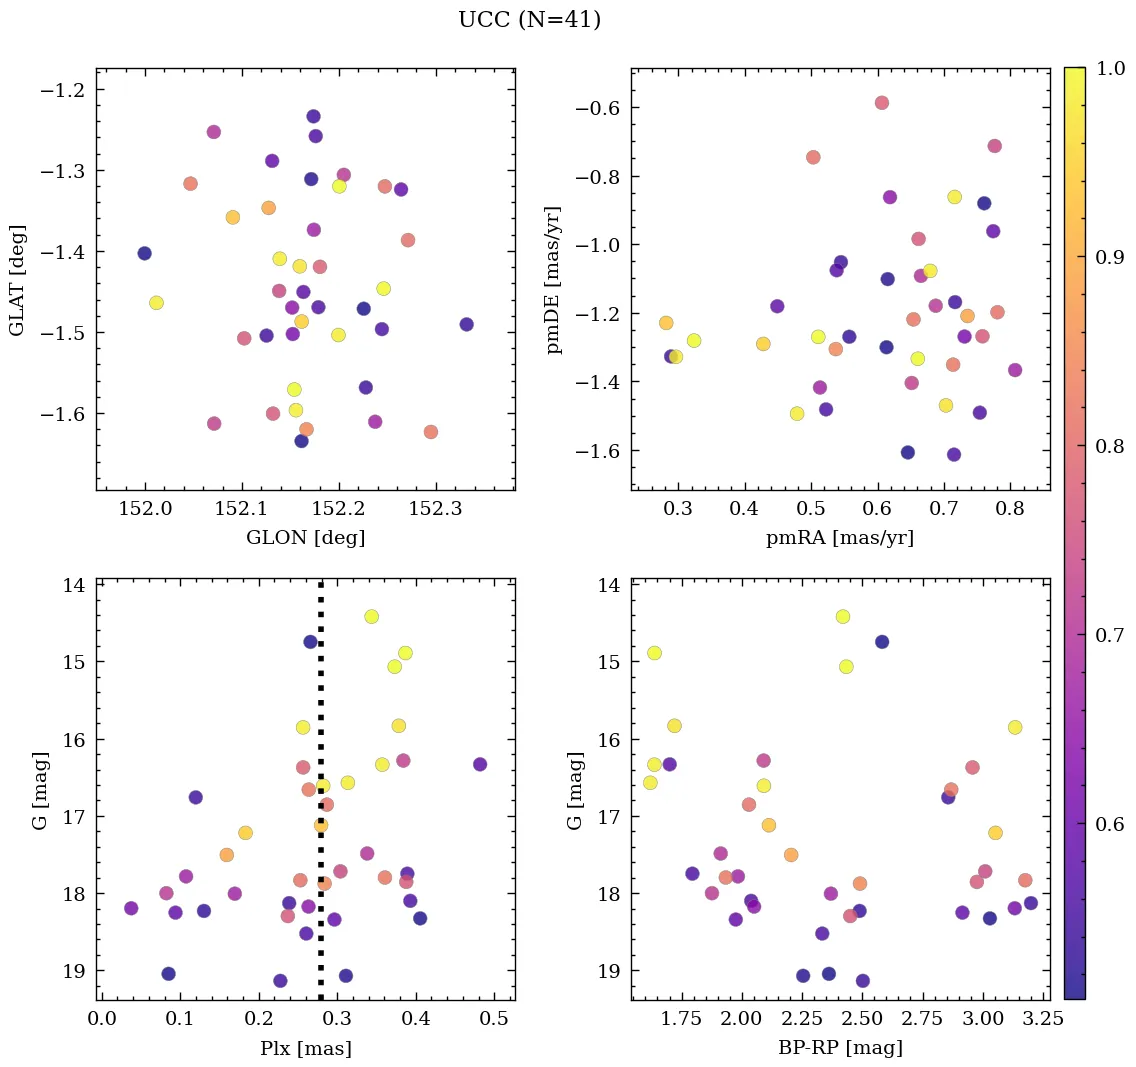 UCC (N=41)
−1.2
−1.3
−1.4
−1.5
−1.6
GLAT [deg]
152.0 152.1 152.2 152.3
GLON [deg]
−0.6
−0.8
−1.0
−1.2
−1.4
−1.6
pmDE [mas/yr]
0.3 0.4 0.5 0.6 0.7 0.8
pmRA [mas/yr]
14
15
16
17
18
19
G [mag]
0.0 0.1 0.2 0.3 0.4 0.5
Plx [mas]
14
15
16
17
18
19
G [mag]
1.75 2.00 2.25 2.50 2.75 3.00 3.25
BP-RP [mag]
1.0
0.9
0.8
0.7
0.6